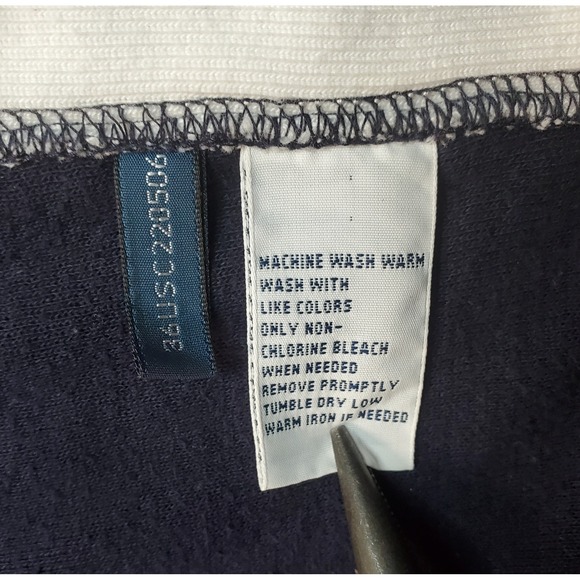 36USC220506
MACHINE WASH WARM
WASH WITH
LIKE COLORS
ONLY NON-
CHLORINE BLEACH
WHEN NEEDED
REMOVE PROMPTLY
TUMBLE DRY LOW
WARM IRON IF NEEDED